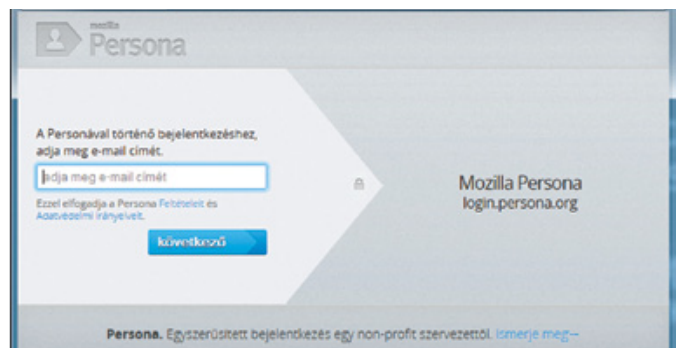 mozilla
Persona
A Personával történő bejelentkezéshez,
adja meg e-mail címét.
adja meg e-mail címét
Ezzel elfogadja a Persona Feltételeit és
Adatvédelmi irányelveit.
következő
Mozilla Persona
login.persona.org
Persona. Egyszerűsített bejelentkezés egy non-profit szervezettől. Ismerje meg→